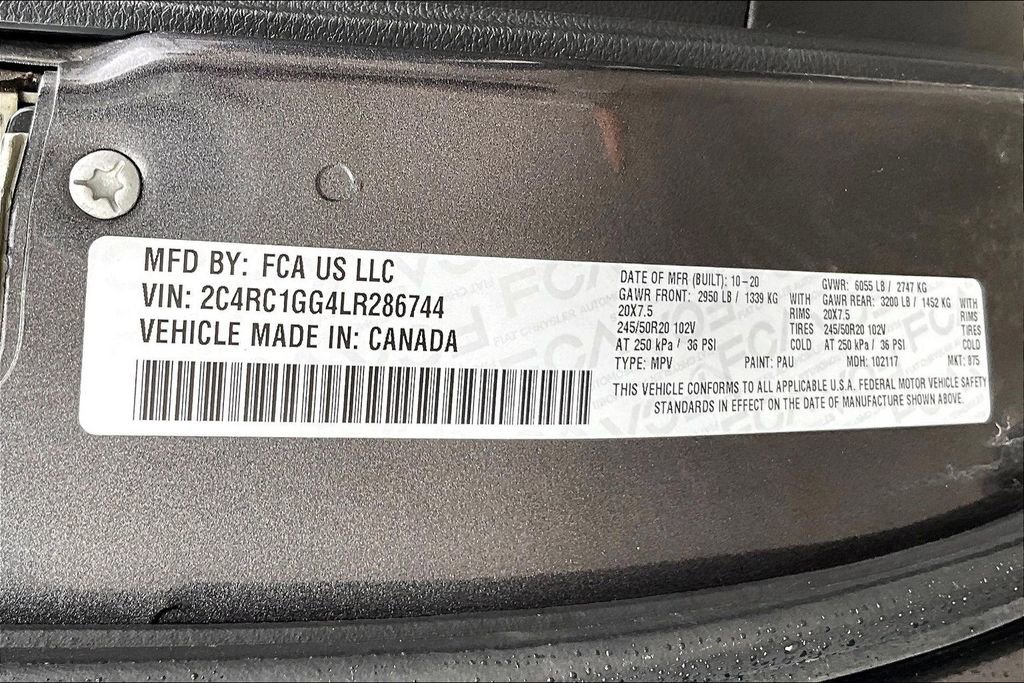 MFD BY: FCA US LLC
VIN: 2C4RC1GG4LR286744
VEHICLE MADE IN: CANADA
DATE OF MFR (BUILT): 10-20 GVWR: 6055 LB / 2747 KG
GAWR FRONT: 2950 LB / 1339 KG WITH GAWR REAR: 3200 LB / 1452 KG WITH
20X7.5 RIMS 20X7.5 RIMS
245/50R20 102V TIRES 245/50R20 102V TIRES
AT 250 kPa / 36 PSI COLD AT 250 kPa / 36 PSI COLD
TYPE: MPV PAINT: PAU MDH: 102117 MKT: 875
THIS VEHICLE CONFORMS TO ALL APPLICABLE U.S.A. FEDERAL MOTOR VEHICLE SAFETY
STANDARDS IN EFFECT ON THE DATE OF MANUFACTURE SHOWN ABOVE.